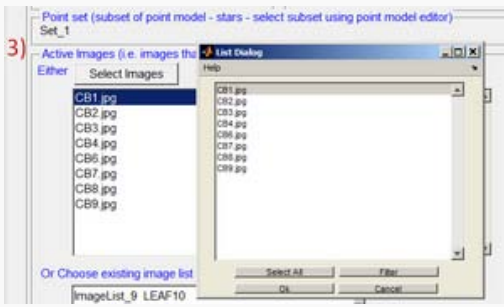 Point set (subset of point model - stars - select subset using point model editor)
Set_1
3)
Active Images (i.e. images tha
Either
Select Images
CB1.jpg
CB2.jpg
CB3.jpg
CB4.jpg
CB6.jpg
CB7.jpg
CB8.jpg
CB9.jpg
Or Choose existing image list
ImageList_9 LEAF10
List Dialog
Help
CB1.jpg
CB2.jpg
CB3.jpg
CB4.jpg
CB6.jpg
CB7.jpg
CB8.jpg
CB9.jpg
Select All
Filter
Ok
Cancel